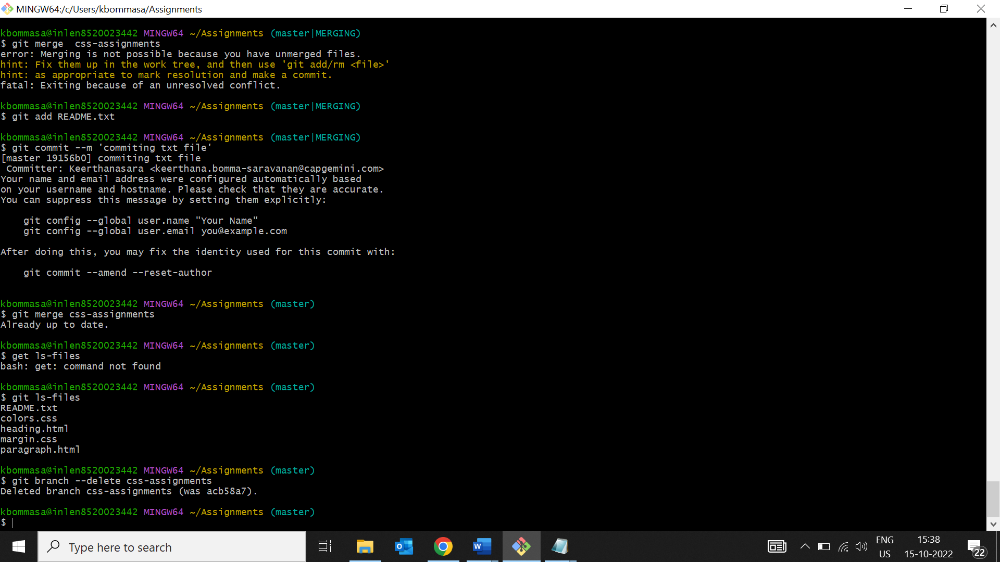 MINGW64:/c/Users/kbommasa/Assignments
kbommasa@inlen8520023442 MINGW64 ~/Assignments (master|MERGING)
$ git merge  css-assignments
error: Merging is not possible because you have unmerged files.
hint: Fix them up in the work tree, and then use 'git add/rm <file>'
hint: as appropriate to mark resolution and make a commit.
fatal: Exiting because of an unresolved conflict.
kbommasa@inlen8520023442 MINGW64 ~/Assignments (master|MERGING)
$ git add README.txt
kbommasa@inlen8520023442 MINGW64 ~/Assignments (master|MERGING)
$ git commit --m 'commiting txt file'
[master 19156b0] commiting txt file
 Committer: Keerthanasara <keerthana.bomma-saravanan@capgemini.com>
Your name and email address were configured automatically based
on your username and hostname. Please check that they are accurate.
You can suppress this message by setting them explicitly:
    git config --global user.name "Your Name"
    git config --global user.email you@example.com
After doing this, you may fix the identity used for this commit with:
    git commit --amend --reset-author
kbommasa@inlen8520023442 MINGW64 ~/Assignments (master)
$ git merge css-assignments
Already up to date.
kbommasa@inlen8520023442 MINGW64 ~/Assignments (master)
$ get ls-files
bash: get: command not found
kbommasa@inlen8520023442 MINGW64 ~/Assignments (master)
$ git ls-files
README.txt
colors.css
heading.html
margin.css
paragraph.html
kbommasa@inlen8520023442 MINGW64 ~/Assignments (master)
$ git branch --delete css-assignments
Deleted branch css-assignments (was acb58a7).
kbommasa@inlen8520023442 MINGW64 ~/Assignments (master)
$
Type here to search
ENG
US
15:38
15-10-2022
22